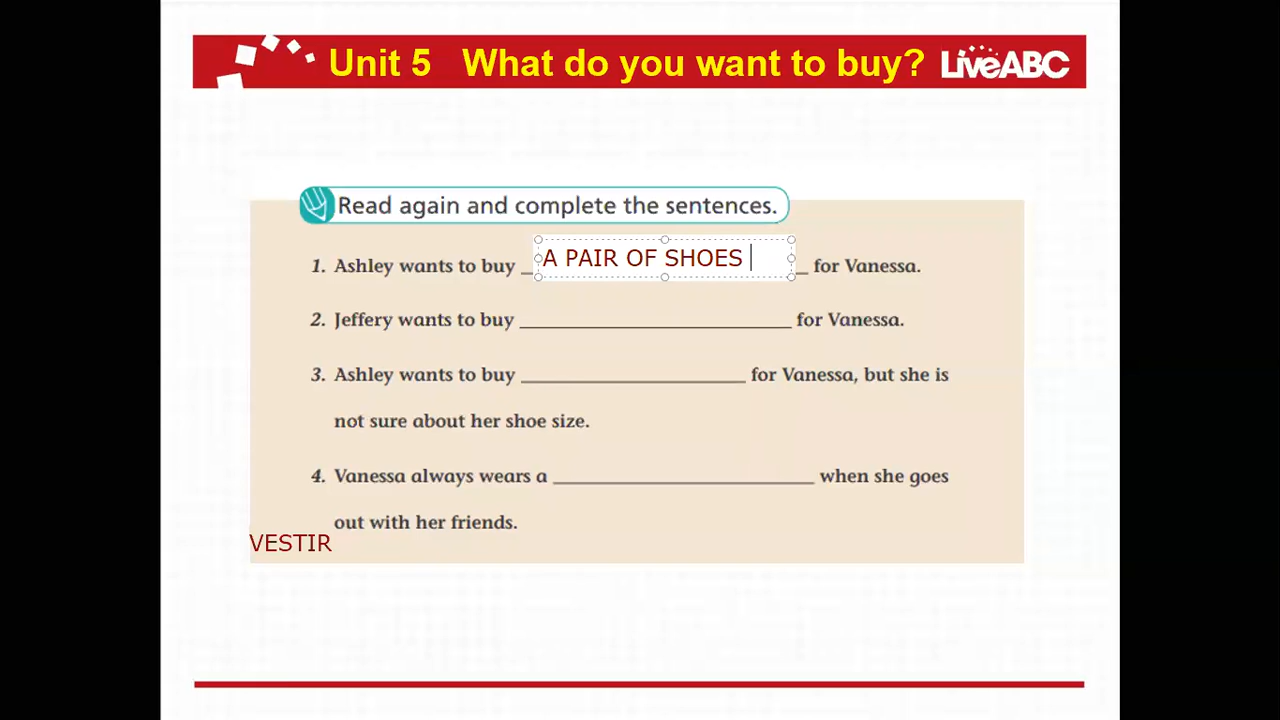 Unit 5 What do you want to buy? LiveABC
Read again and complete the sentences.
1. Ashley wants to buy _ A PAIR OF SHOES _ for Vanessa.
2. Jeffery wants to buy ____________________ for Vanessa.
3. Ashley wants to buy ____________________ for Vanessa, but she is
not sure about her shoe size.
4. Vanessa always wears a ____________________ when she goes
out with her friends.
VESTIR